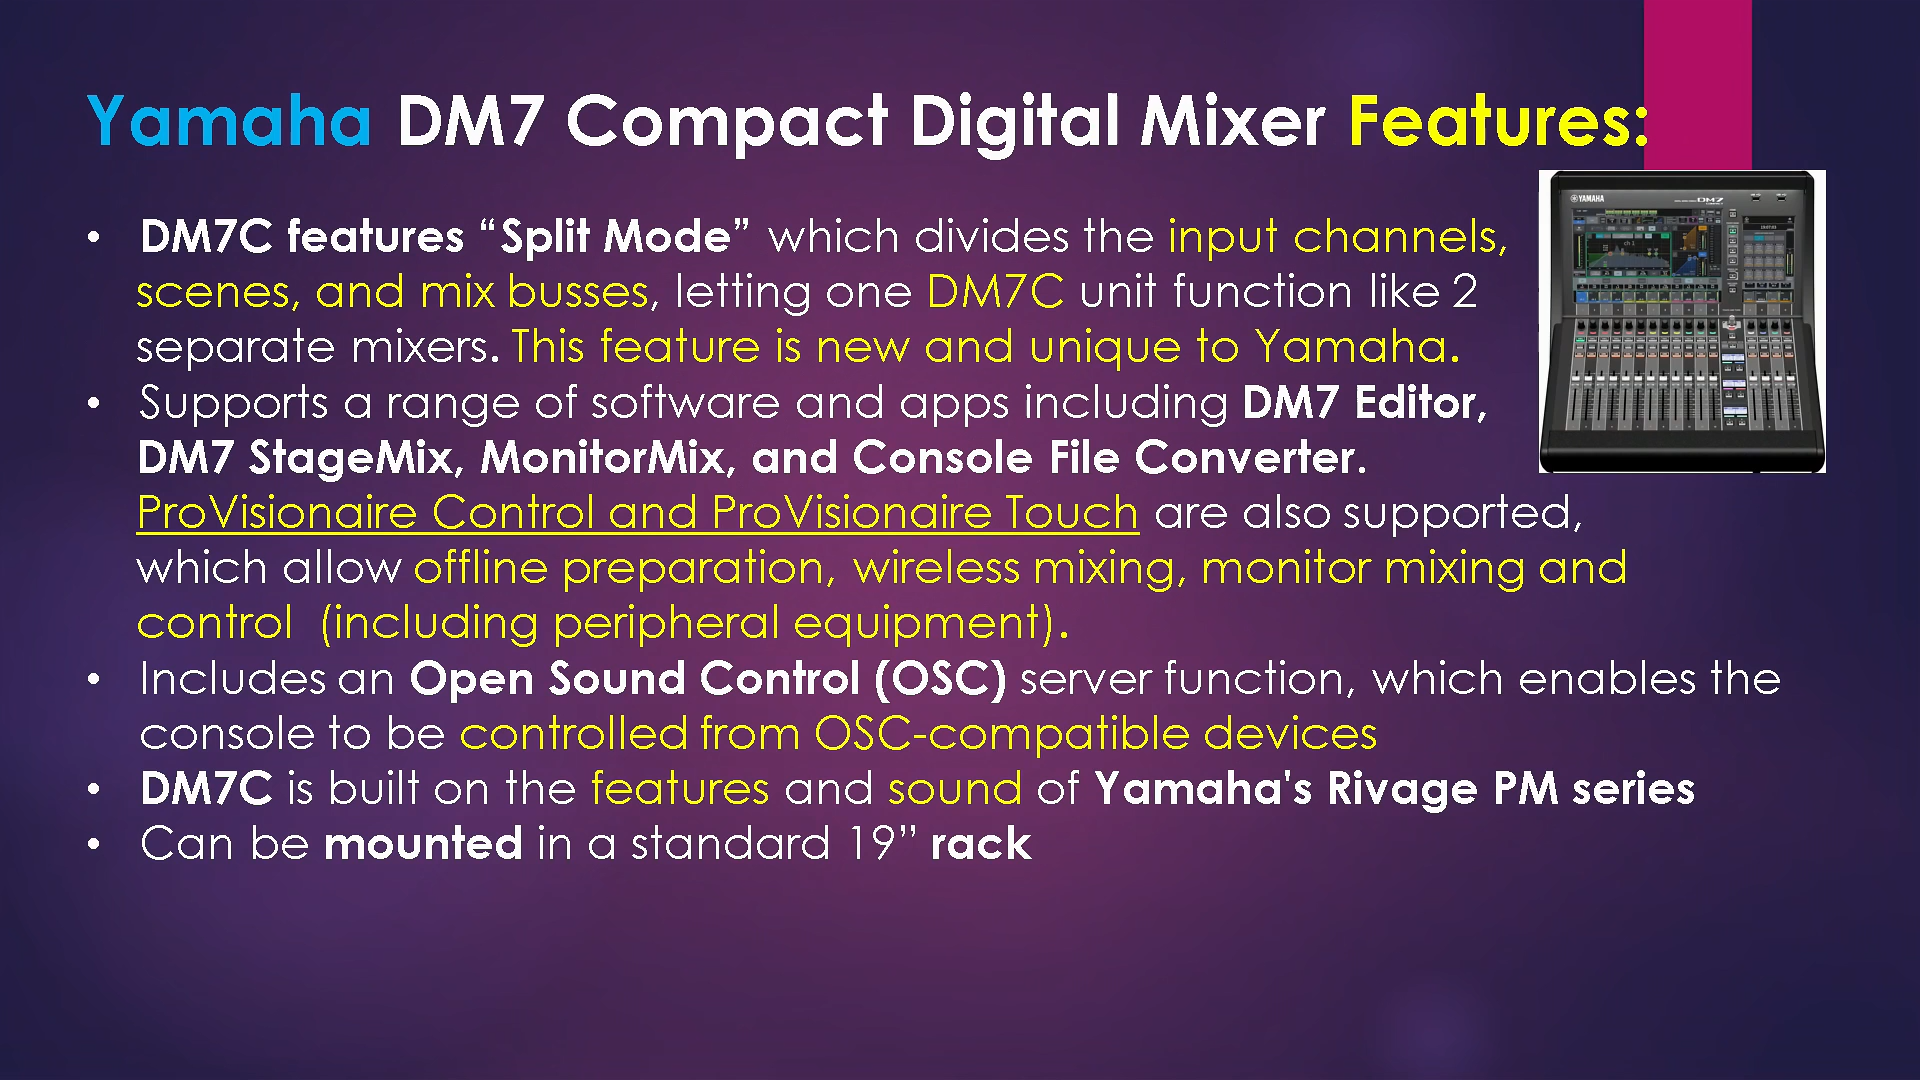 Yamaha DM7 Compact Digital Mixer Features:
• DM7C features “Split Mode” which divides the input channels,
scenes, and mix busses, letting one DM7C unit function like 2
separate mixers. This feature is new and unique to Yamaha.
• Supports a range of software and apps including DM7 Editor,
DM7 StageMix, MonitorMix, and Console File Converter.
ProVisionaire Control and ProVisionaire Touch are also supported,
which allow offline preparation, wireless mixing, monitor mixing and
control  (including peripheral equipment).
• Includes an Open Sound Control (OSC) server function, which enables the
console to be controlled from OSC-compatible devices
• DM7C is built on the features and sound of Yamaha's Rivage PM series
• Can be mounted in a standard 19” rack
YAMAHA
DM7
ch 1